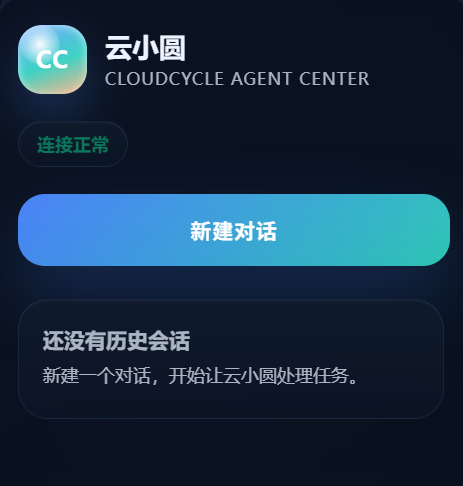 CC
云小圆
CLOUDCYCLE AGENT CENTER
连接正常
新建对话
还没有历史会话
新建一个对话，开始让云小圆处理任务。